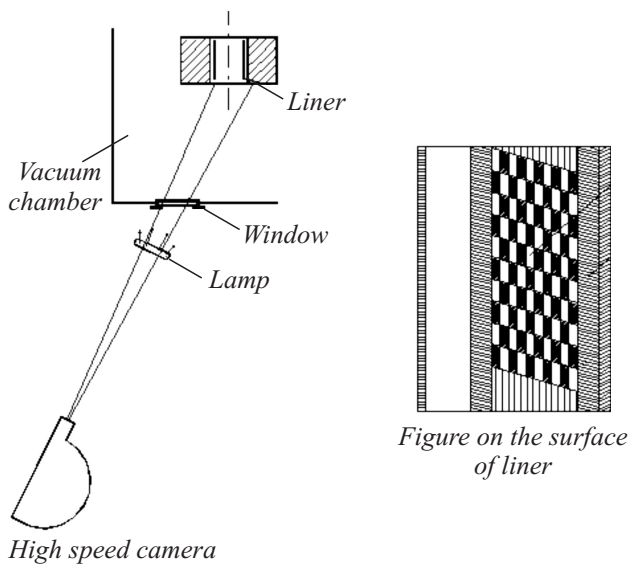 Liner
Vacuum
chamber
Window
Lamp
High speed camera
Figure on the surface
of liner